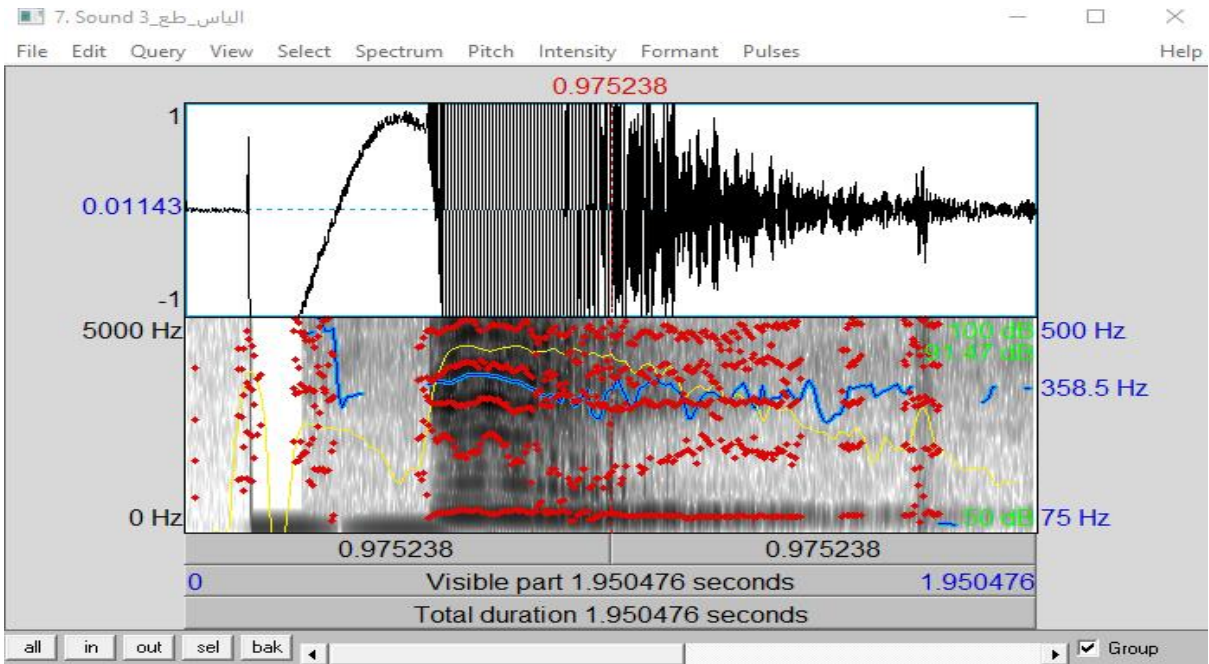 7. Sound 3_الياس_طع
File Edit Query View Select Spectrum Pitch Intensity Formant Pulses Help
0.975238
1
0.01143
-1
5000 Hz
100 dB 500 Hz
91.47 dB
358.5 Hz
0 Hz
50 dB 75 Hz
0.975238 0.975238
0 Visible part 1.950476 seconds 1.950476
Total duration 1.950476 seconds
all in out sel bak Group